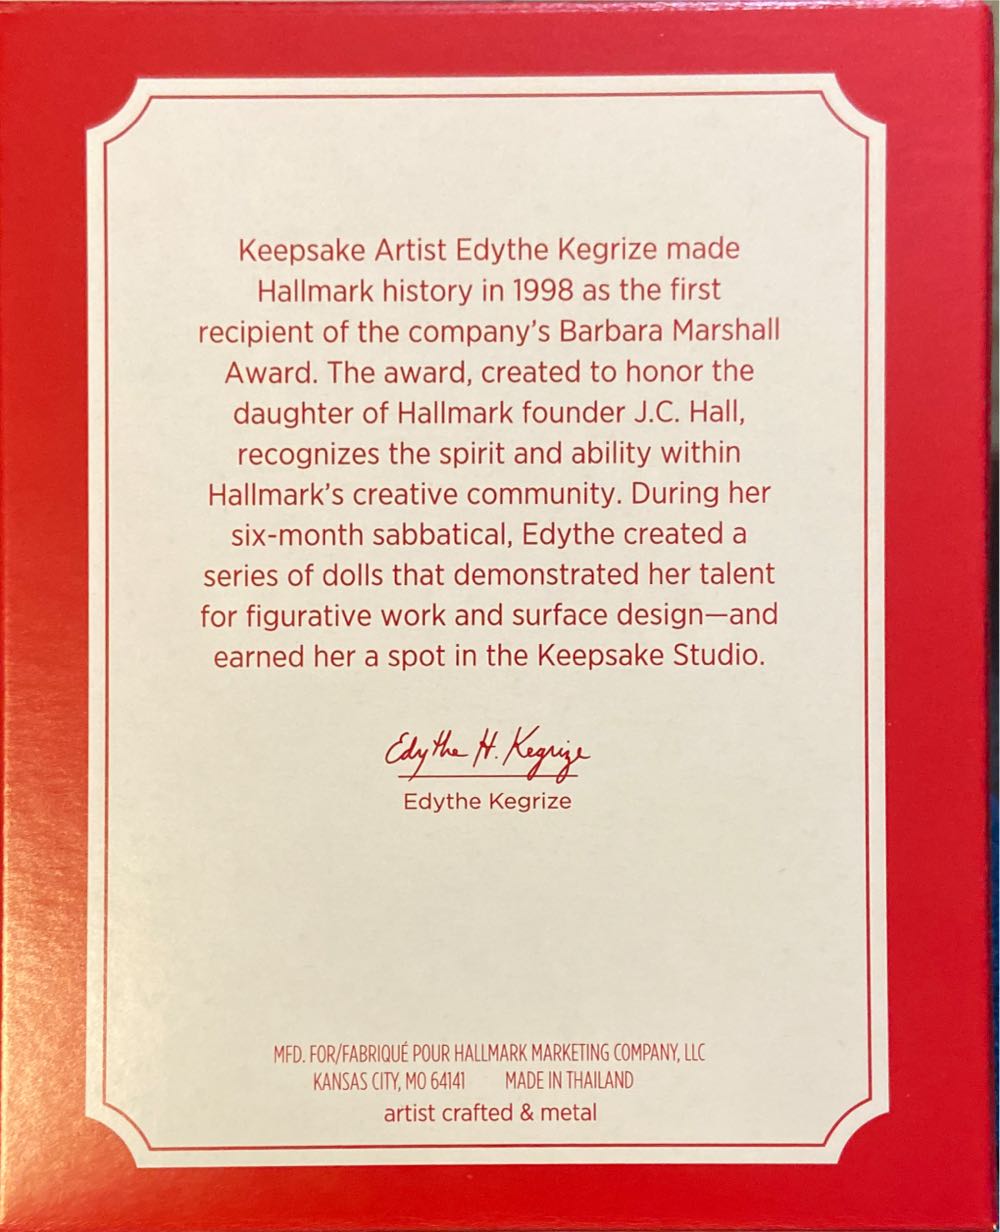 Keepsake Artist Edythe Kegrize made
Hallmark history in 1998 as the first
recipient of the company's Barbara Marshall
Award. The award, created to honor the
daughter of Hallmark founder J.C. Hall,
recognizes the spirit and ability within
Hallmark's creative community. During her
six-month sabbatical, Edythe created a
series of dolls that demonstrated her talent
for figurative work and surface design—and
earned her a spot in the Keepsake Studio.
Edythe H. Kegrize
Edythe Kegrize
MFD. FOR/FABRIQUÉ POUR HALLMARK MARKETING COMPANY, LLC
KANSAS CITY, MO 64141 MADE IN THAILAND
artist crafted & metal